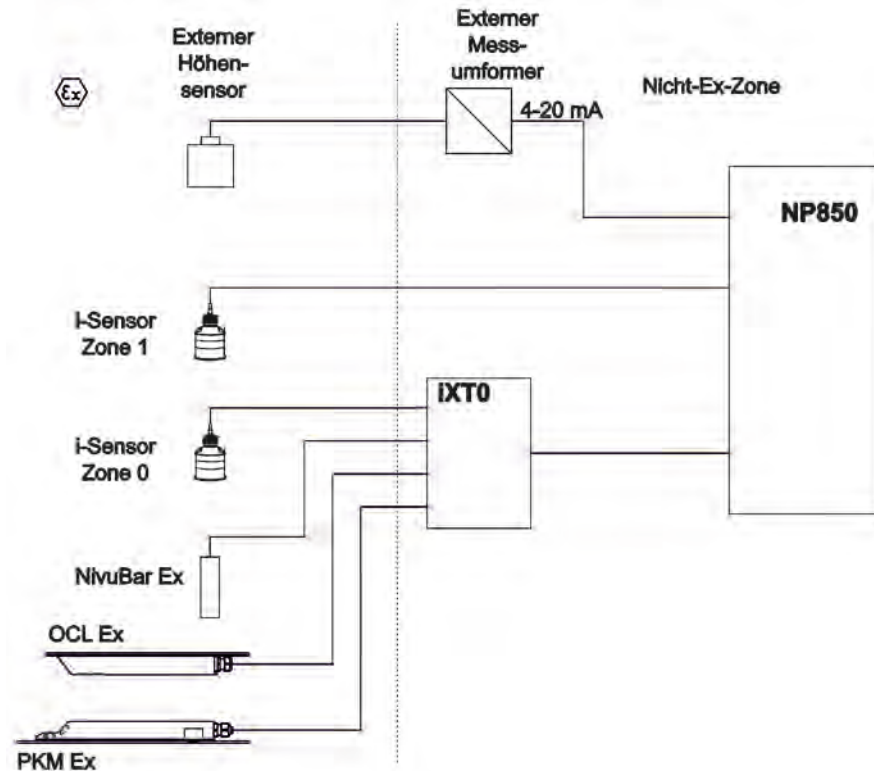 Externer
Höhen-
sensor
Externer
Mess-
umformer
Nicht-Ex-Zone
Ex
4-20 mA
NP850
i-Sensor
Zone 1
iXT0
i-Sensor
Zone 0
NivuBar Ex
OCL Ex
PKM Ex